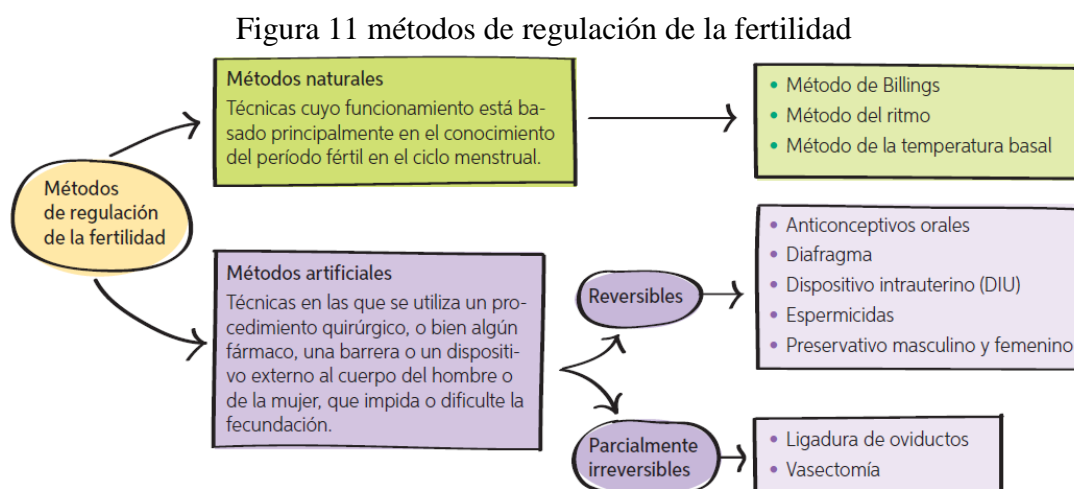 Figura 11 métodos de regulación de la fertilidad
Métodos naturales
Técnicas cuyo funcionamiento está ba-
sado principalmente en el conocimiento
del período fértil en el ciclo menstrual.
• Método de Billings
• Método del ritmo
• Método de la temperatura basal
Métodos
de regulación
de la fertilidad
Métodos artificiales
Técnicas en las que se utiliza un pro-
cedimiento quirúrgico, o bien algún
fármaco, una barrera o un dispositi-
vo externo al cuerpo del hombre o
de la mujer, que impida o dificulte la
fecundación.
Reversibles
• Anticonceptivos orales
• Diafragma
• Dispositivo intrauterino (DIU)
• Espermicidas
• Preservativo masculino y femenino
Parcialmente
irreversibles
• Ligadura de oviductos
• Vasectomía